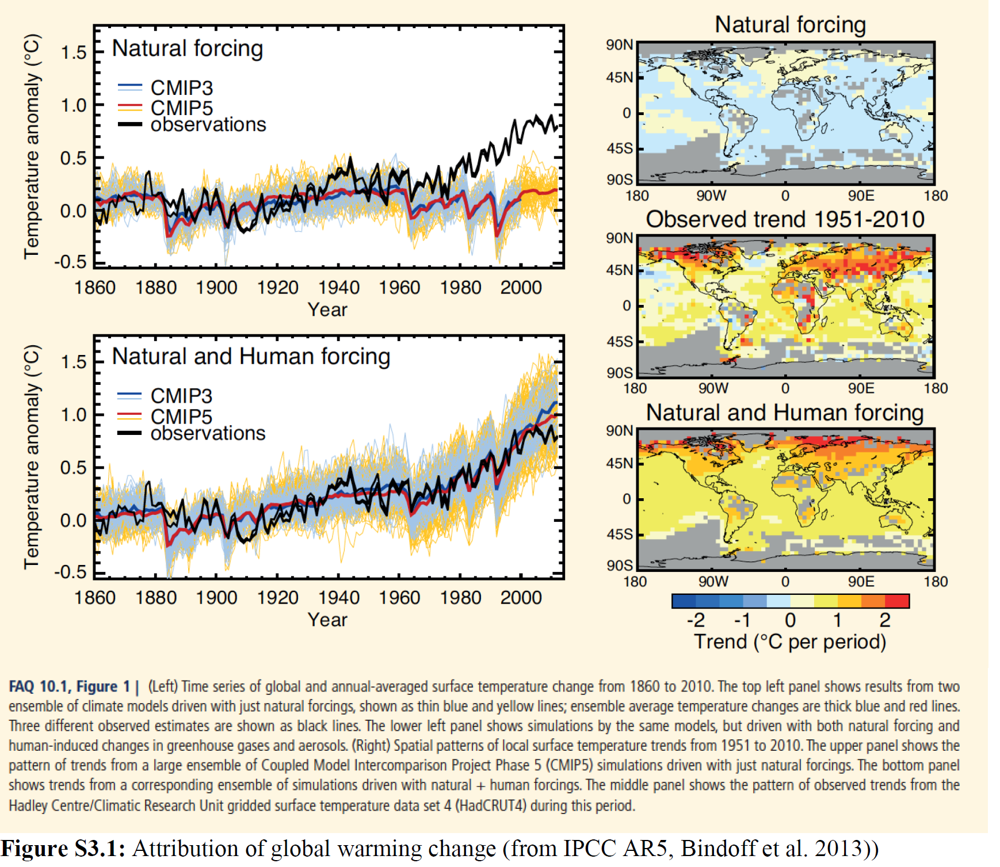 Natural forcing
CMIP3
CMIP5
observations
Temperature anomaly (°C)
1.5
1.0
0.5
0.0
-0.5
1860 1880 1900 1920 1940 1960 1980 2000
Year
Natural and Human forcing
CMIP3
CMIP5
observations
Temperature anomaly (°C)
1.5
1.0
0.5
0.0
-0.5
1860 1880 1900 1920 1940 1960 1980 2000
Year
Natural forcing
90N
45N
0
45S
90S
180 90W 0 90E 180
Observed trend 1951-2010
90N
45N
0
45S
90S
180 90W 0 90E 180
Natural and Human forcing
90N
45N
0
45S
90S
180 90W 0 90E 180
-2 -1 0 1 2
Trend (°C per period)
FAQ 10.1, Figure 1 | (Left) Time series of global and annual-averaged surface temperature change from 1860 to 2010. The top left panel shows results from two
ensemble of climate models driven with just natural forcings, shown as thin blue and yellow lines; ensemble average temperature changes are thick blue and red lines.
Three different observed estimates are shown as black lines. The lower left panel shows simulations by the same models, but driven with both natural forcing and
human-induced changes in greenhouse gases and aerosols. (Right) Spatial patterns of local surface temperature trends from 1951 to 2010. The upper panel shows the
pattern of trends from a large ensemble of Coupled Model Intercomparison Project Phase 5 (CMIP5) simulations driven with just natural forcings. The bottom panel
shows trends from a corresponding ensemble of simulations driven with natural + human forcings. The middle panel shows the pattern of observed trends from the
Hadley Centre/Climatic Research Unit gridded surface temperature data set 4 (HadCRUT4) during this period.
Figure S3.1: Attribution of global warming change (from IPCC AR5, Bindoff et al. 2013))